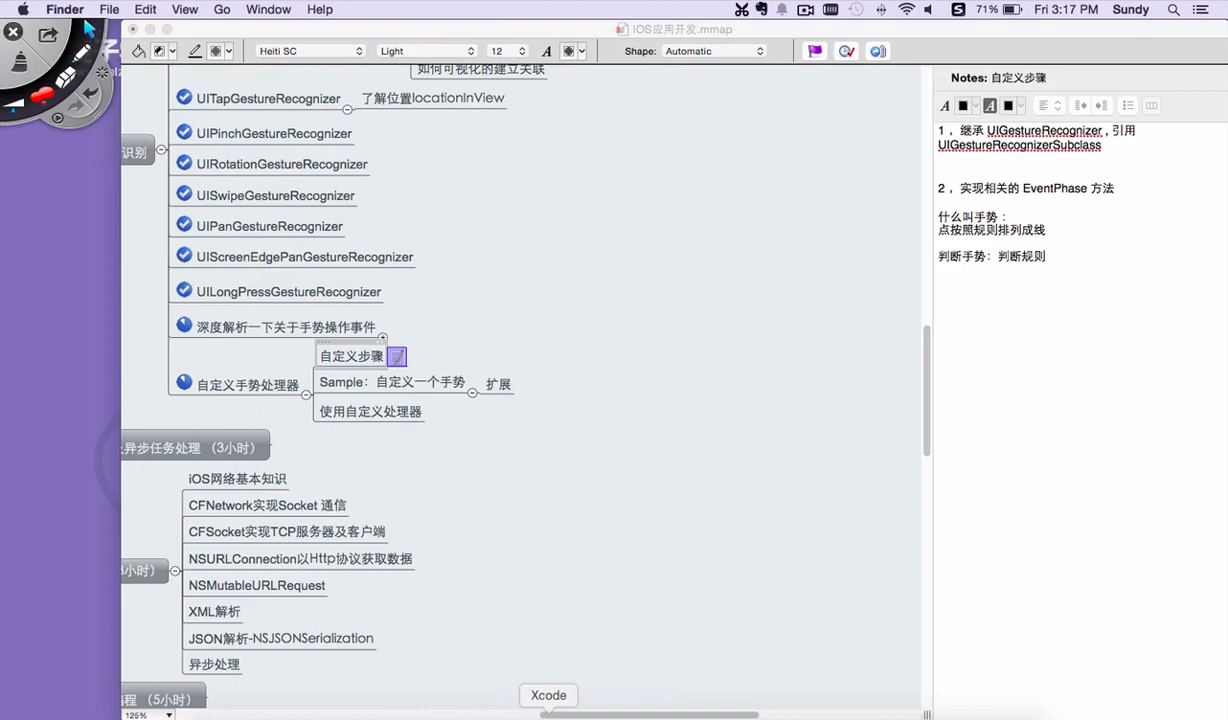 Finder File Edit View Go Window Help 71% Fri 3:17 PM Sundy
IOS应用开发.mmap
Heiti SC Light 12 A Shape: Automatic
如何可视化的建立关联
UITapGestureRecognizer 了解位置locationInView
识别 UIPinchGestureRecognizer
UIRotationGestureRecognizer
UISwipeGestureRecognizer
UIPanGestureRecognizer
UIScreenEdgePanGestureRecognizer
UILongPressGestureRecognizer
深度解析一下关于手势操作事件
自定义步骤
自定义手势处理器 Sample：自定义一个手势 扩展
使用自定义处理器
异步任务处理 （3小时）
iOS网络基本知识
CFNetwork实现Socket 通信
CFSocket实现TCP服务器及客户端
小时） NSURLConnection以Http协议获取数据
NSMutableURLRequest
XML解析
JSON解析-NSJSONSerialization
异步处理
程 （5小时）
Xcode
125%
Notes: 自定义步骤
A A
1 ，继承 UIGestureRecognizer , 引用
UIGestureRecognizerSubclass
2 ，实现相关的 EventPhase 方法
什么叫手势 :
点按照规则排列成线
判断手势：判断规则